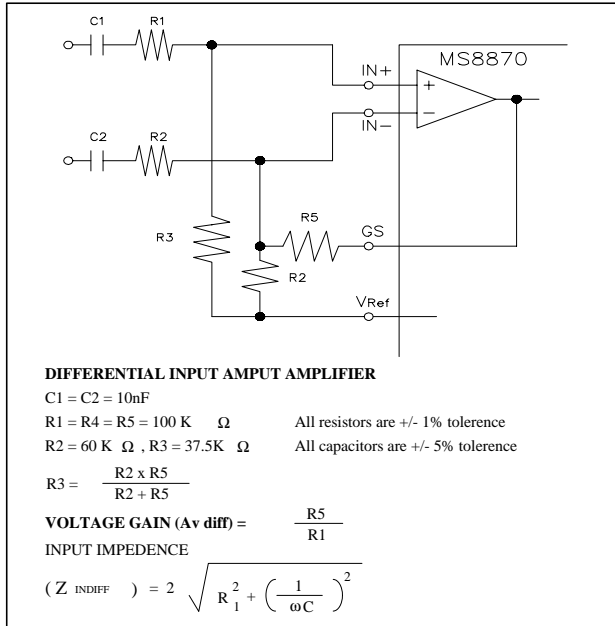 C1 R1
MS8870
IN+
+
−
IN-
C2 R2
R5
GS
R3
R2
VRef
DIFFERENTIAL INPUT AMPUT AMPLIFIER
C1 = C2 = 10nF
R1 = R4 = R5 = 100 K Ω All resistors are +/- 1% tolerence
R2 = 60 K Ω , R3 = 37.5K Ω All capacitors are +/- 5% tolerence
R3 = R2 x R5 / R2 + R5
VOLTAGE GAIN (Av diff) = R5 / R1
INPUT IMPEDENCE
( Z INDIFF ) = 2 √ R₁² + ( 1 / ωC )²